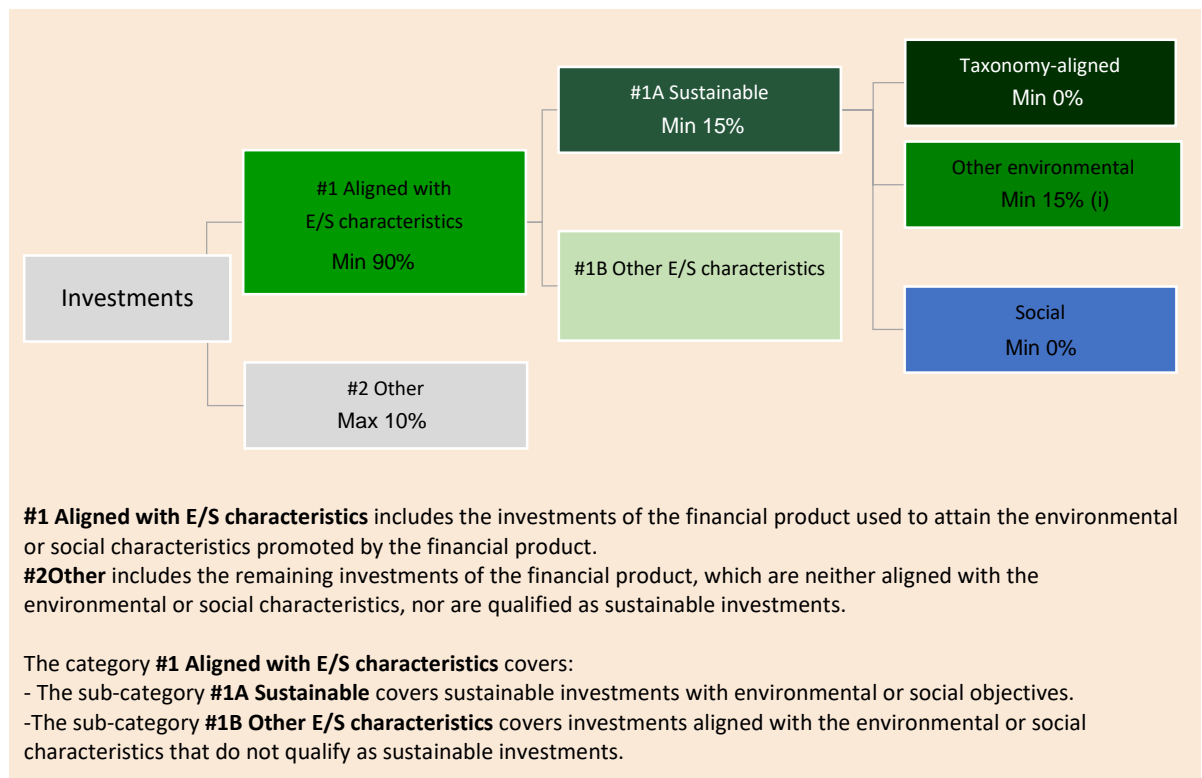 Taxonomy-aligned
Min 0%
#1A Sustainable
Min 15%
Other environmental
Min 15% (i)
#1 Aligned with
E/S characteristics
Min 90%
#1B Other E/S characteristics
Investments
Social
Min 0%
#2 Other
Max 10%
#1 Aligned with E/S characteristics includes the investments of the financial product used to attain the environmental
or social characteristics promoted by the financial product.
#2Other includes the remaining investments of the financial product, which are neither aligned with the
environmental or social characteristics, nor are qualified as sustainable investments.
The category #1 Aligned with E/S characteristics covers:
- The sub-category #1A Sustainable covers sustainable investments with environmental or social objectives.
-The sub-category #1B Other E/S characteristics covers investments aligned with the environmental or social
characteristics that do not qualify as sustainable investments.